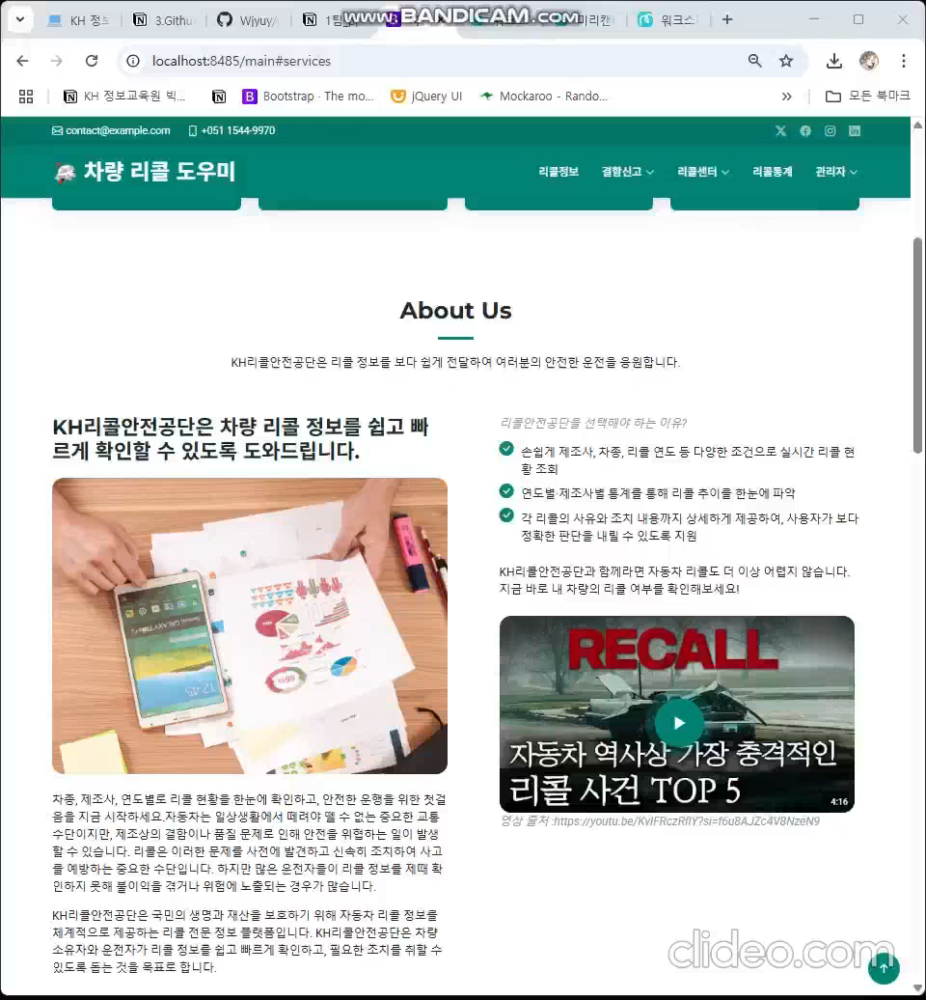 KH 정보
3.Githu
Wjyuy/
1팀
www.BANDICAM.com
미리캔
워크스
localhost:8485/main#services
KH 정보교육원 빅...
Bootstrap · The mo...
jQuery UI
Mockaroo - Rando...
모든 북마크
contact@example.com
+051 1544-9970
차량 리콜 도우미
리콜정보
결함신고
리콜센터
리콜통계
관리자
About Us
KH리콜안전공단은 리콜 정보를 보다 쉽게 전달하여 여러분의 안전한 운전을 응원합니다.
KH리콜안전공단은 차량 리콜 정보를 쉽고 빠
르게 확인할 수 있도록 도와드립니다.
차종, 제조사, 연도별로 리콜 현황을 한눈에 확인하고, 안전한 운행을 위한 첫걸
음을 지금 시작하세요.자동차는 일상생활에서 떼려야 뗄 수 없는 중요한 교통
수단이지만, 제조상의 결함이나 품질 문제로 인해 안전을 위협하는 일이 발생
할 수 있습니다. 리콜은 이러한 문제를 사전에 발견하고 신속히 조치하여 사고
를 예방하는 중요한 수단입니다. 하지만 많은 운전자들이 리콜 정보를 제때 확
인하지 못해 불이익을 겪거나 위험에 노출되는 경우가 많습니다.
KH리콜안전공단은 국민의 생명과 재산을 보호하기 위해 자동차 리콜 정보를
체계적으로 제공하는 리콜 전문 정보 플랫폼입니다. KH리콜안전공단은 차량
소유자와 운전자가 리콜 정보를 쉽고 빠르게 확인하고, 필요한 조치를 취할 수
있도록 돕는 것을 목표로 합니다.
리콜안전공단을 선택해야 하는 이유?
손쉽게 제조사, 차종, 리콜 연도 등 다양한 조건으로 실시간 리콜 현
황 조회
연도별·제조사별 통계를 통해 리콜 추이를 한눈에 파악
각 리콜의 사유와 조치 내용까지 상세하게 제공하여, 사용자가 보다
정확한 판단을 내릴 수 있도록 지원
KH리콜안전공단과 함께라면 자동차 리콜도 더 이상 어렵지 않습니다.
지금 바로 내 차량의 리콜 여부를 확인해보세요!
RECALL
자동차 역사상 가장 충격적인
리콜 사건 TOP 5
4:16
영상 출처 :https://youtu.be/KVlFRczRflY?si=f6u8AJZc4V8NzeN9
clideo.com